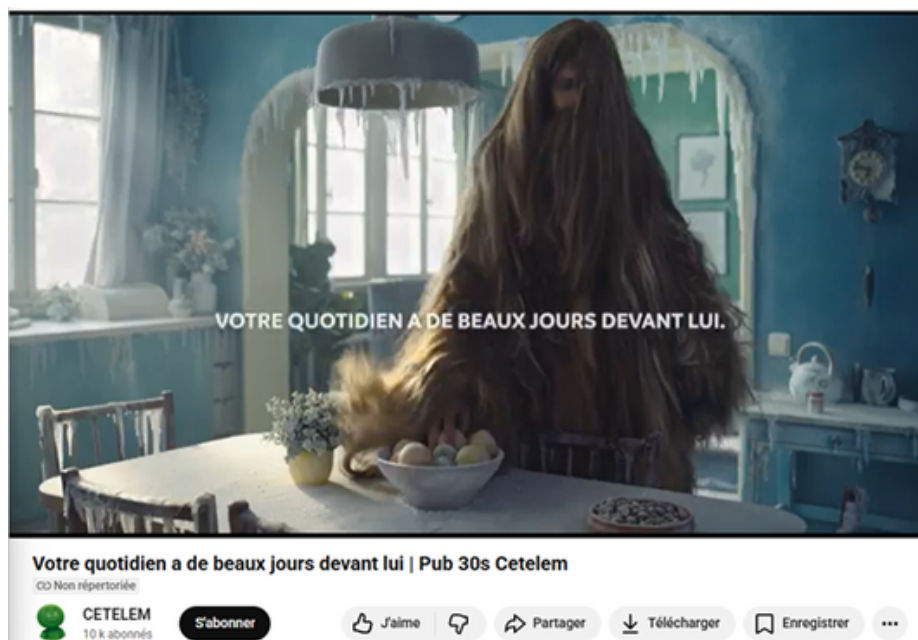 VOTRE QUOTIDIEN A DE BEAUX JOURS DEVANT LUI.
Votre quotidien a de beaux jours devant lui | Pub 30s Cetelem
Non répertoriée
CETELEM
10 k abonnés
S'abonner
J'aime
Partager
Télécharger
Enregistrer